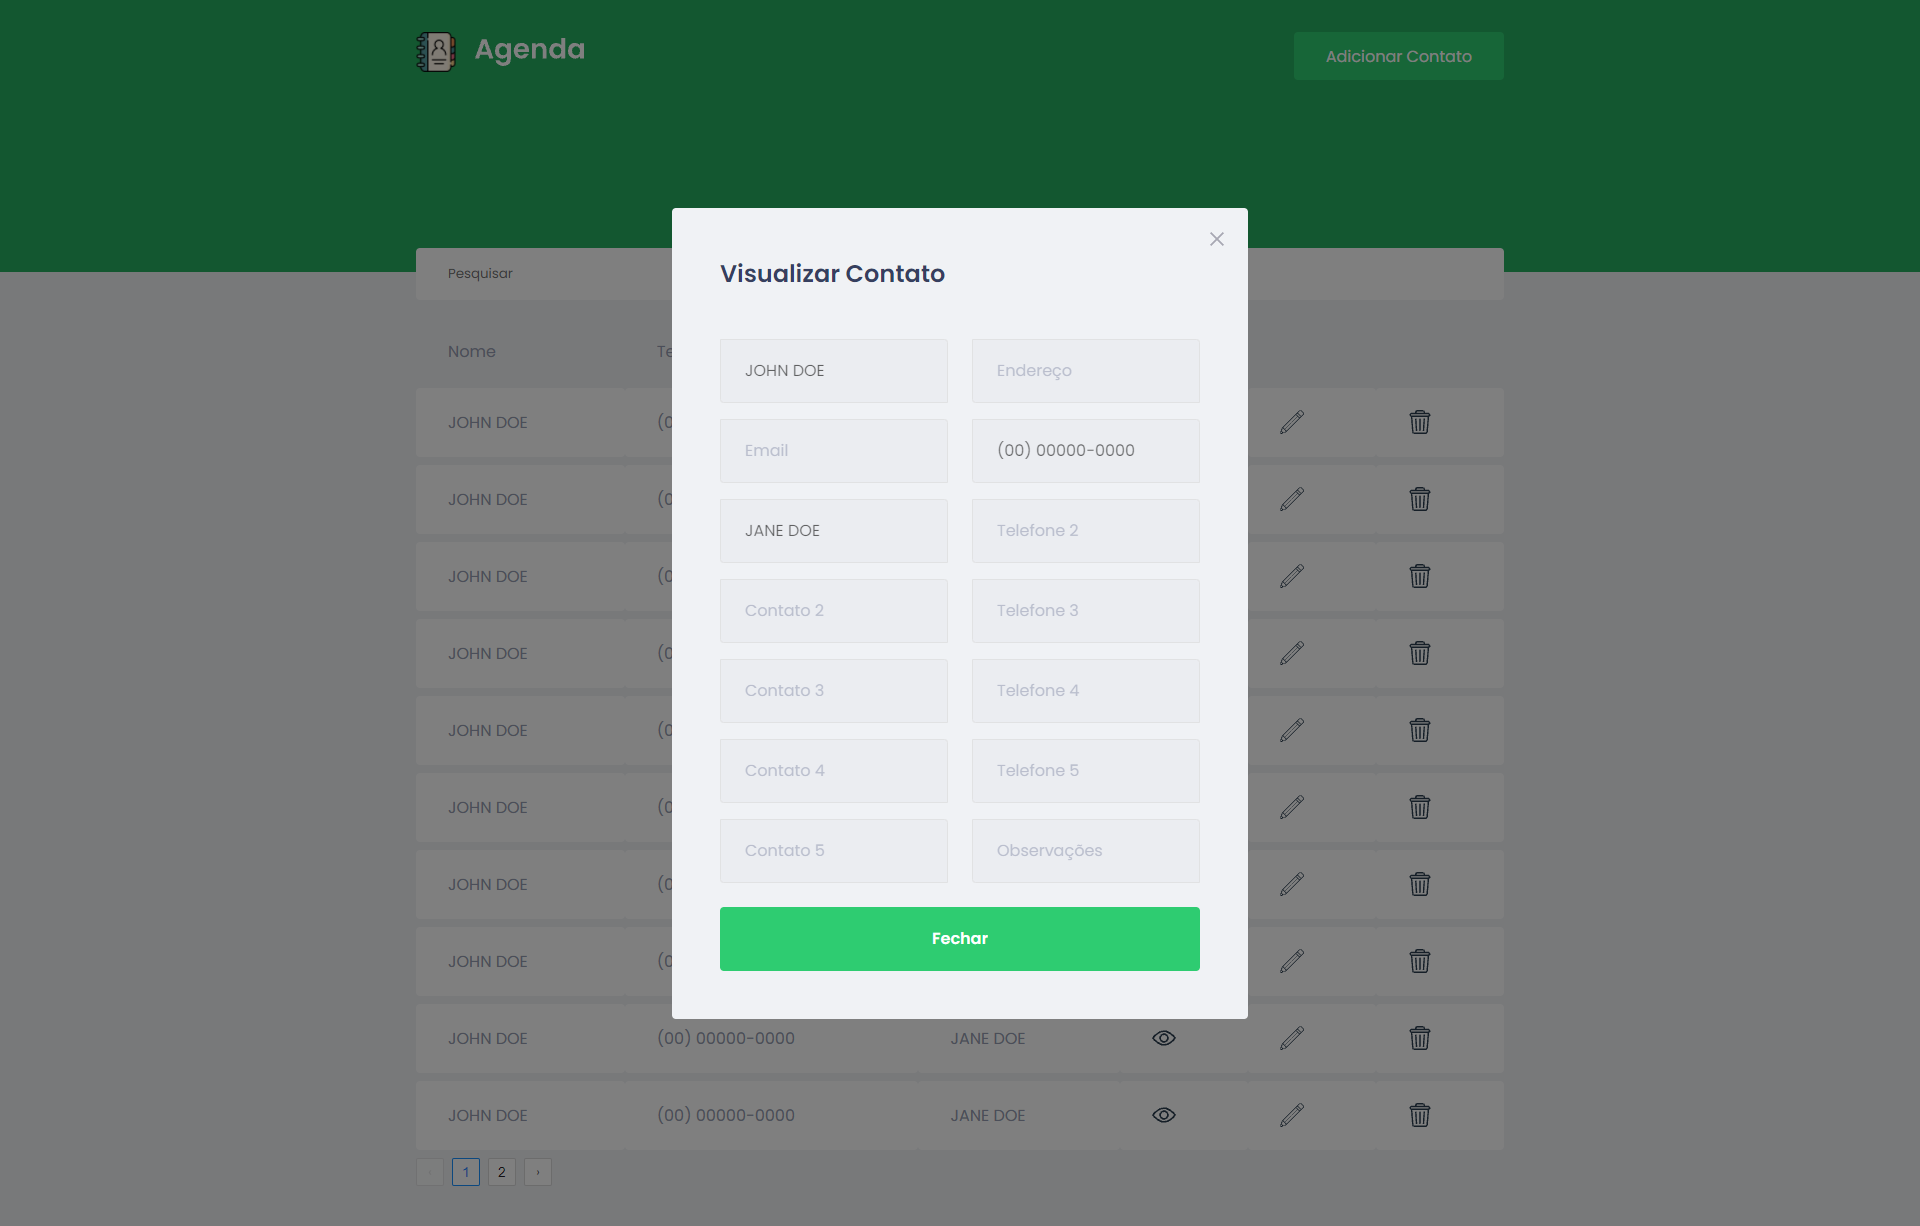 Agenda
Adicionar Contato
Pesquisar
Visualizar Contato
Nome
Te
JOHN DOE
Endereço
JOHN DOE
(0
Email
(00) 00000-0000
JOHN DOE
(0
JANE DOE
Telefone 2
JOHN DOE
(0
Contato 2
Telefone 3
JOHN DOE
(0
Contato 3
Telefone 4
JOHN DOE
(0
Contato 4
Telefone 5
JOHN DOE
(0
Contato 5
Observações
JOHN DOE
(0
Fechar
JOHN DOE
(0
JOHN DOE
(00) 00000-0000
JANE DOE
JOHN DOE
(00) 00000-0000
JANE DOE
‹ 1 2 ›